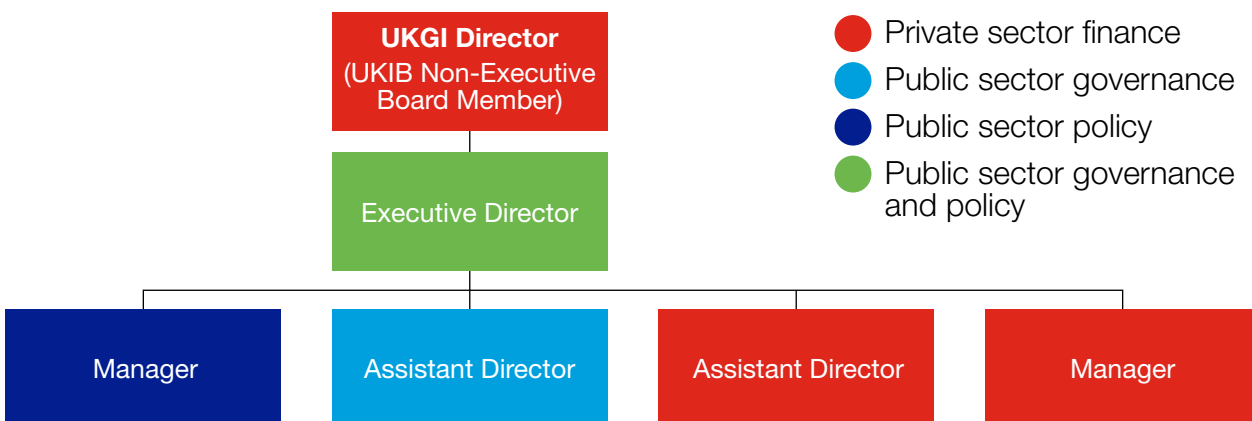 UKGI Director
(UKIB Non-Executive
Board Member)
Executive Director
Manager
Assistant Director
Assistant Director
Manager
Private sector finance
Public sector governance
Public sector policy
Public sector governance
and policy